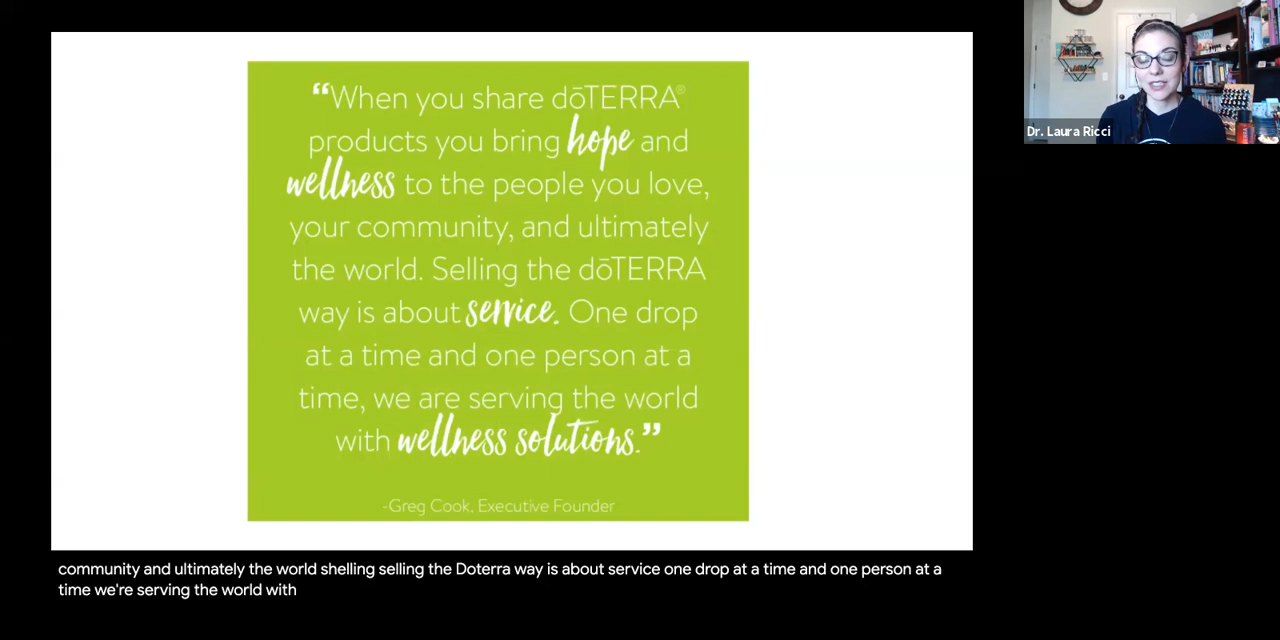 “When you share dōTERRA®
products you bring hope and
wellness to the people you love,
your community, and ultimately
the world. Selling the dōTERRA
way is about service. One drop
at a time and one person at a
time, we are serving the world
with wellness solutions.”
-Greg Cook, Executive Founder
Dr. Laura Ricci
community and ultimately the world shelling selling the Doterra way is about service one drop at a time and one person at a
time we're serving the world with